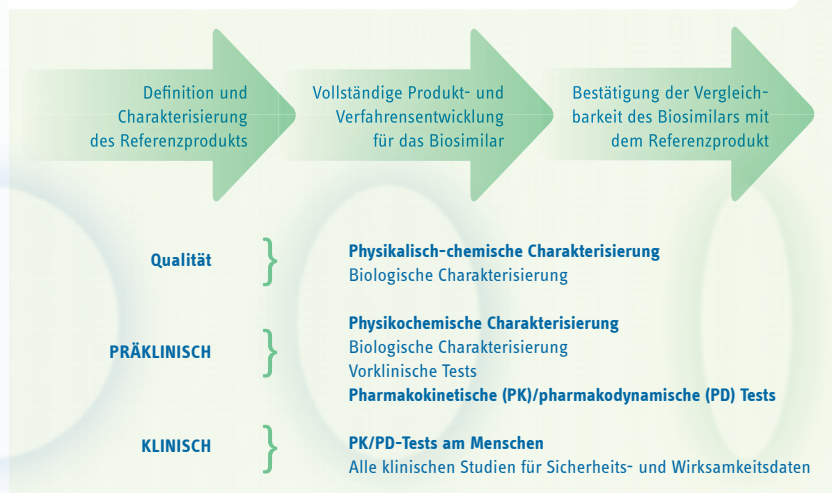 Definition und
Charakterisierung
des Referenzprodukts
Vollständige Produkt- und
Verfahrensentwicklung
für das Biosimilar
Bestätigung der Vergleich-
barkeit des Biosimilars mit
dem Referenzprodukt
Qualität }
Physikalisch-chemische Charakterisierung
Biologische Charakterisierung
PRÄKLINISCH }
Physikochemische Charakterisierung
Biologische Charakterisierung
Vorklinische Tests
Pharmakokinetische (PK)/pharmakodynamische (PD) Tests
KLINISCH }
PK/PD-Tests am Menschen
Alle klinischen Studien für Sicherheits- und Wirksamkeitsdaten